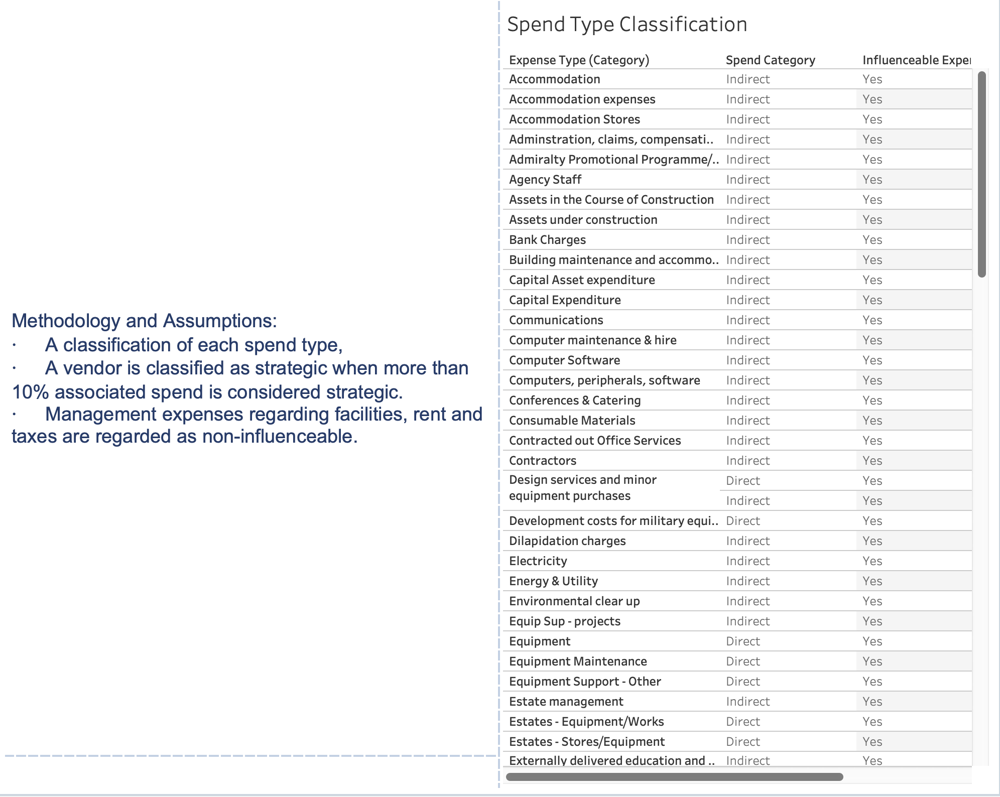 Methodology and Assumptions:
· A classification of each spend type,
· A vendor is classified as strategic when more than
10% associated spend is considered strategic.
· Management expenses regarding facilities, rent and
taxes are regarded as non-influenceable.
Spend Type Classification
Expense Type (Category) Spend Category Influenceable Exper
Accommodation Indirect Yes
Accommodation expenses Indirect Yes
Accommodation Stores Indirect Yes
Adminstration, claims, compensati.. Indirect Yes
Admiralty Promotional Programme/.. Indirect Yes
Agency Staff Indirect Yes
Assets in the Course of Construction Indirect Yes
Assets under construction Indirect Yes
Bank Charges Indirect Yes
Building maintenance and accommo.. Indirect Yes
Capital Asset expenditure Indirect Yes
Capital Expenditure Indirect Yes
Communications Indirect Yes
Computer maintenance & hire Indirect Yes
Computer Software Indirect Yes
Computers, peripherals, software Indirect Yes
Conferences & Catering Indirect Yes
Consumable Materials Indirect Yes
Contracted out Office Services Indirect Yes
Contractors Indirect Yes
Design services and minor Direct Yes
equipment purchases Indirect Yes
Development costs for military equi.. Direct Yes
Dilapidation charges Indirect Yes
Electricity Indirect Yes
Energy & Utility Indirect Yes
Environmental clear up Indirect Yes
Equip Sup - projects Indirect Yes
Equipment Direct Yes
Equipment Maintenance Direct Yes
Equipment Support - Other Direct Yes
Estate management Indirect Yes
Estates - Equipment/Works Direct Yes
Estates - Stores/Equipment Direct Yes
Externally delivered education and .. Indirect Yes